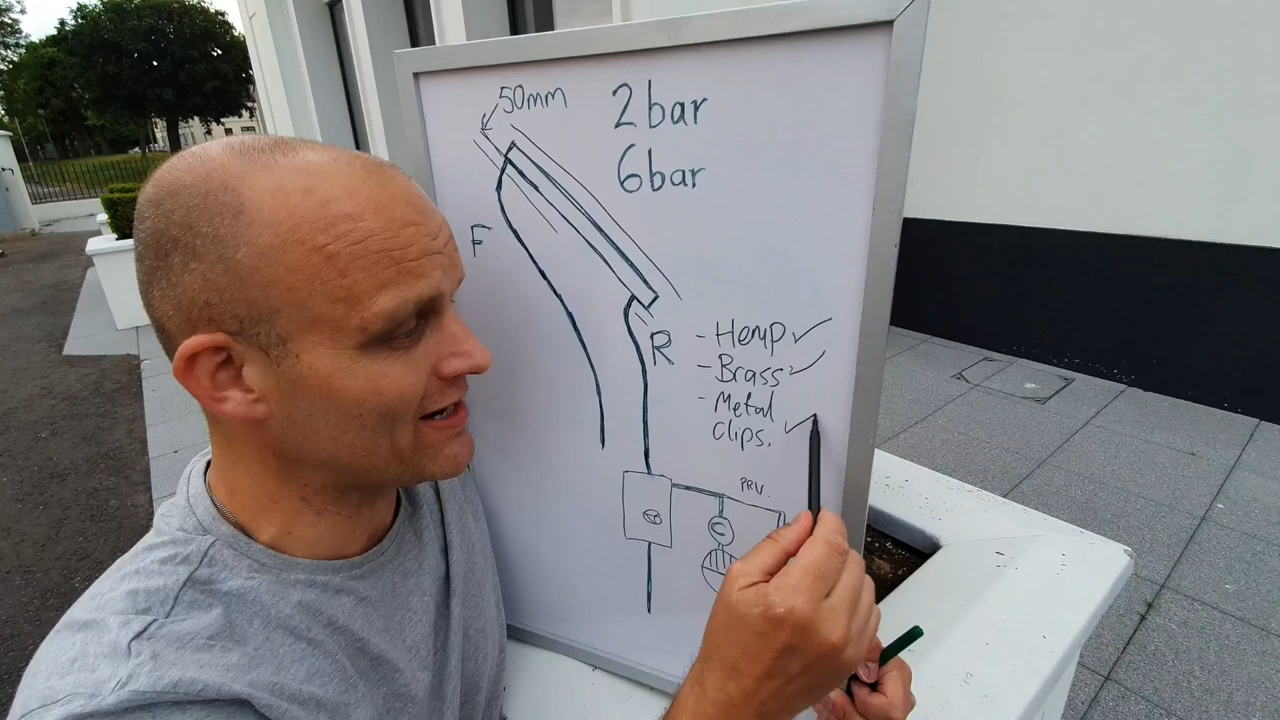 50mm
2bar
6bar
F
R
- Hemp ✓
- Brass ✓
- Metal
Clips. ✓
PRV.
C